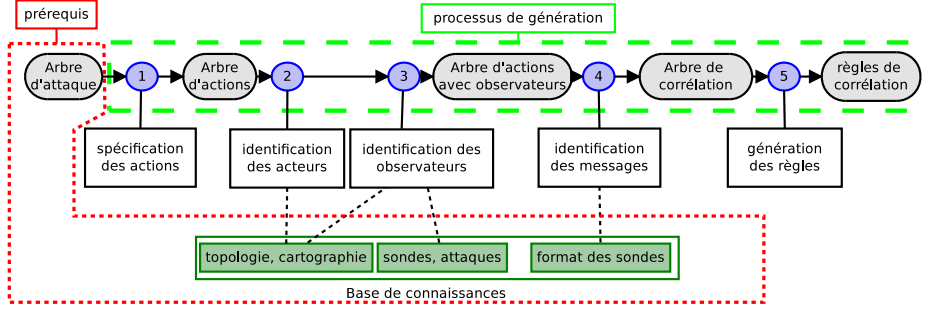 prérequis
processus de génération
Arbre
d'attaque
1
Arbre
d'actions
2
3
Arbre d'actions
avec observateurs
4
Arbre de
corrélation
5
règles de
corrélation
spécification
des actions
identification
des acteurs
identification des
observateurs
identification
des messages
génération
des règles
topologie, cartographie
sondes, attaques
format des sondes
Base de connaissances